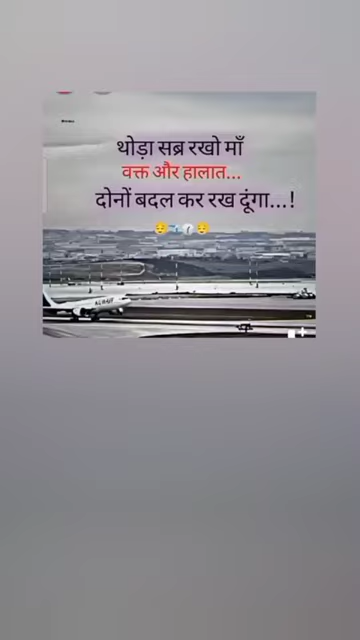 थोड़ा सब्र रखो माँ
वक्त और हालात...
दोनों बदल कर रख दूंगा...!